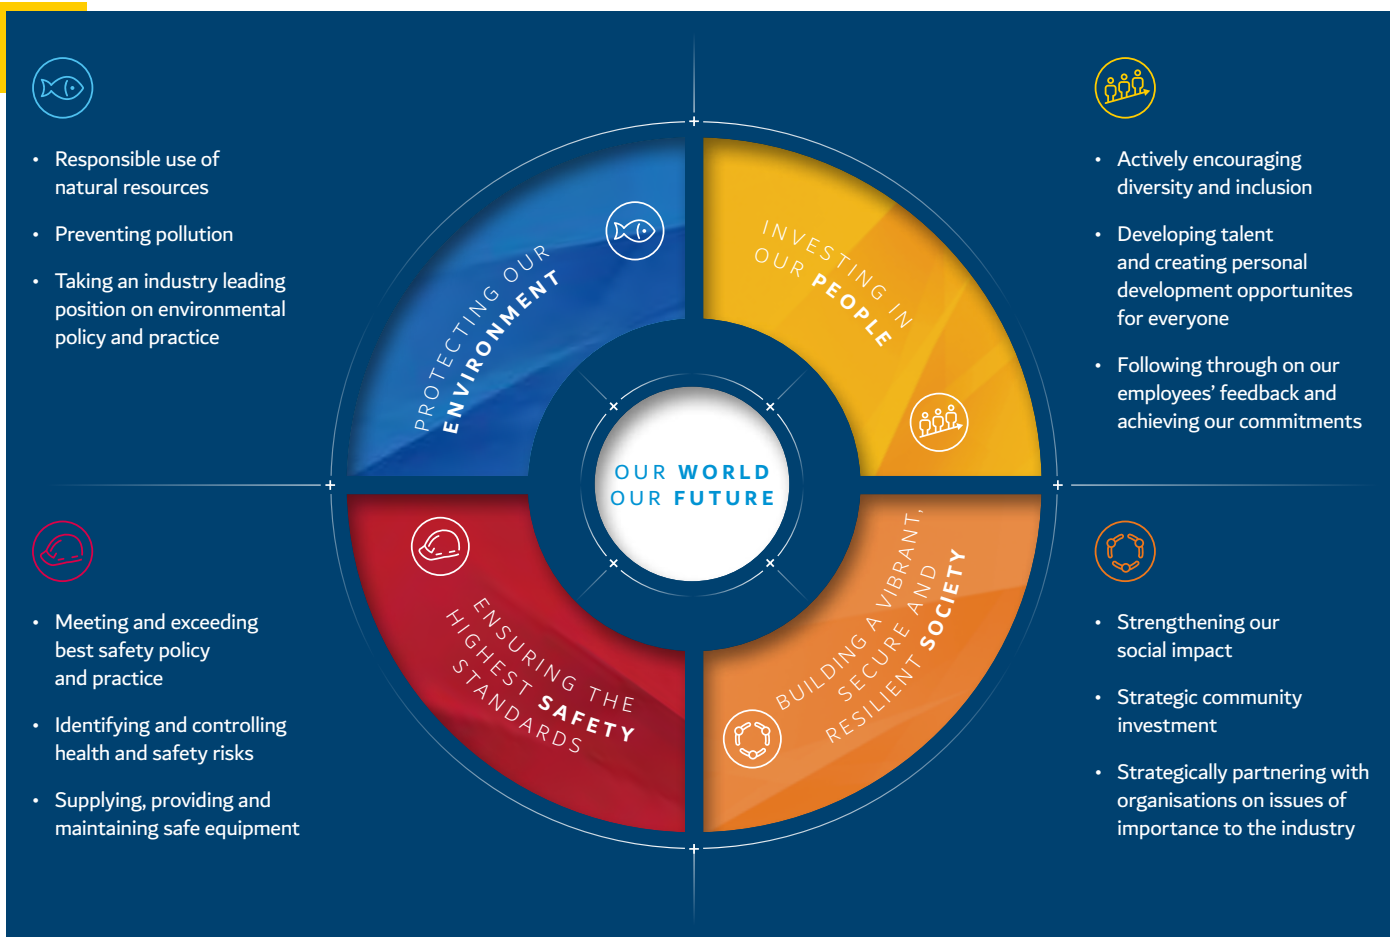 • Responsible use of
natural resources
• Preventing pollution
• Taking an industry leading
position on environmental
policy and practice
PROTECTING OUR
ENVIRONMENT
INVESTING IN
OUR PEOPLE
• Actively encouraging
diversity and inclusion
• Developing talent
and creating personal
development opportunites
for everyone
• Following through on our
employees' feedback and
achieving our commitments
OUR WORLD
OUR FUTURE
• Meeting and exceeding
best safety policy
and practice
• Identifying and controlling
health and safety risks
• Supplying, providing and
maintaining safe equipment
ENSURING THE
HIGHEST SAFETY
STANDARDS
BUILDING A VIBRANT,
SECURE AND
RESILIENT SOCIETY
• Strengthening our
social impact
• Strategic community
investment
• Strategically partnering with
organisations on issues of
importance to the industry